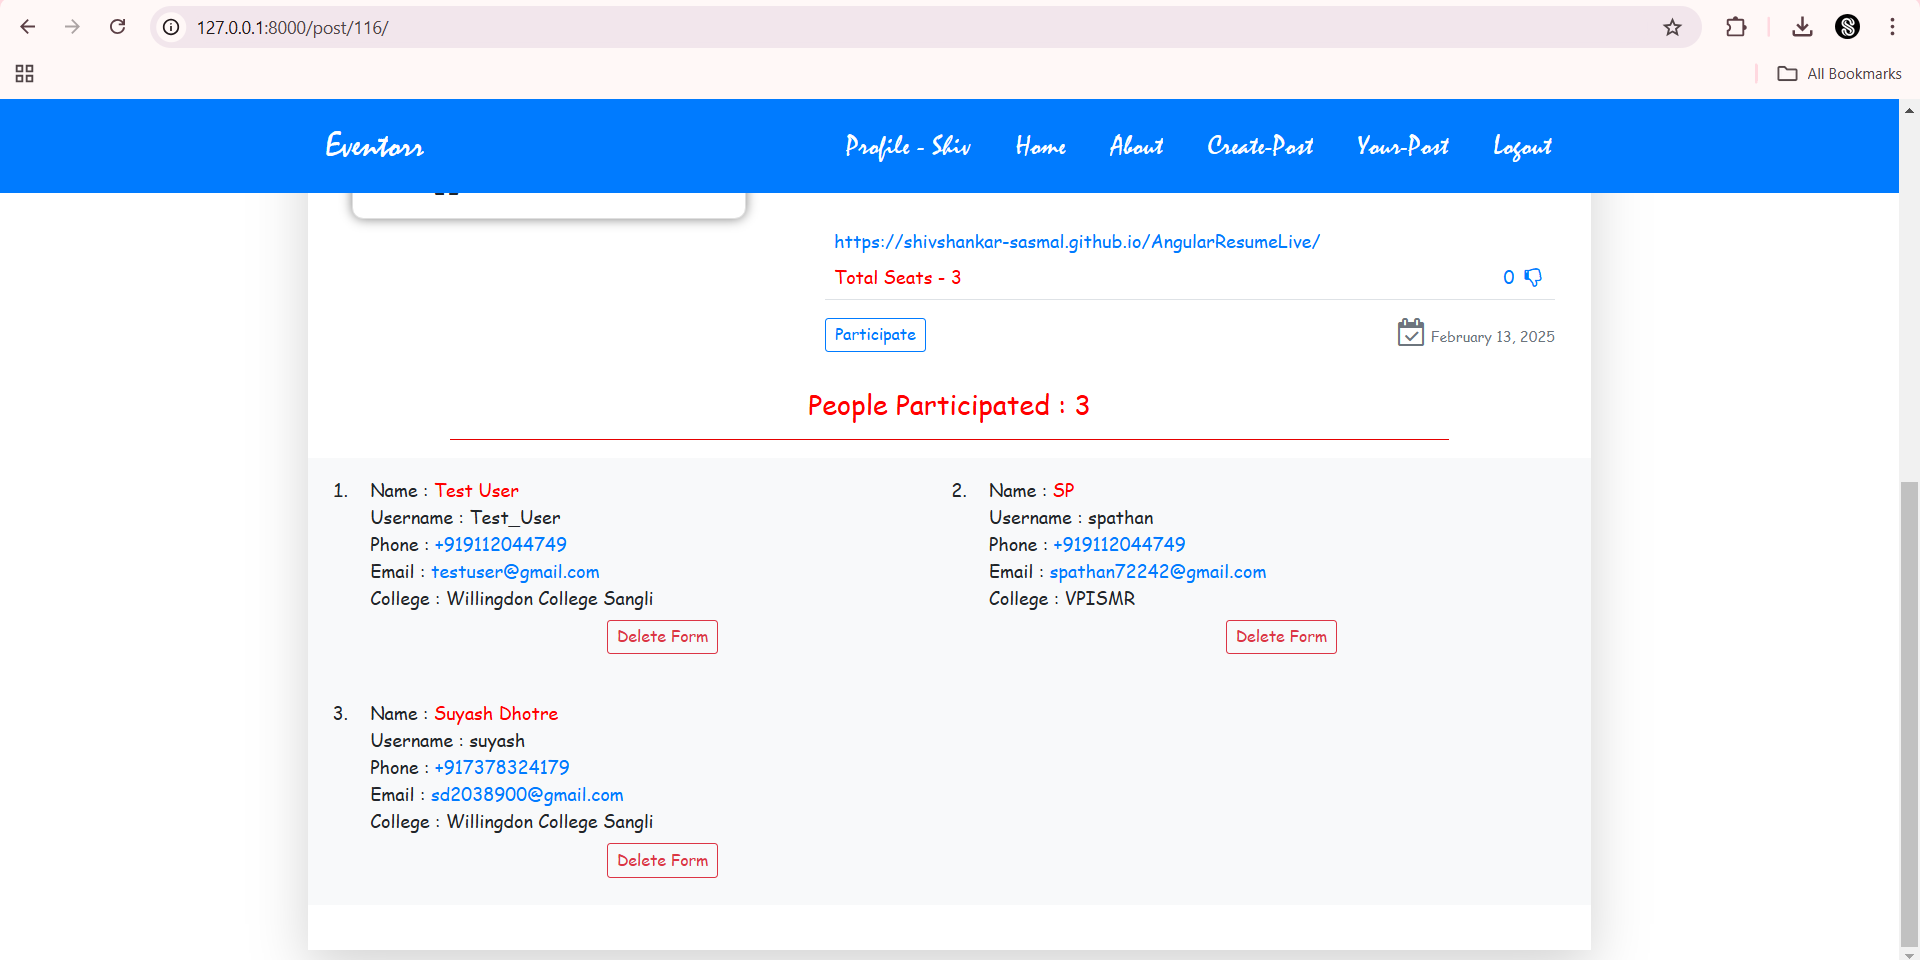 127.0.0.1:8000/post/116/
All Bookmarks
Eventorr Profile - Shiv Home About Create-Post Your-Post Logout
https://shivshankar-sasmal.github.io/AngularResumeLive/
Total Seats - 3 0
Participate February 13, 2025
People Participated : 3
1. Name : Test User
Username : Test_User
Phone : +919112044749
Email : testuser@gmail.com
College : Willingdon College Sangli
Delete Form
2. Name : SP
Username : spathan
Phone : +919112044749
Email : spathan72242@gmail.com
College : VPISMR
Delete Form
3. Name : Suyash Dhotre
Username : suyash
Phone : +917378324179
Email : sd2038900@gmail.com
College : Willingdon College Sangli
Delete Form